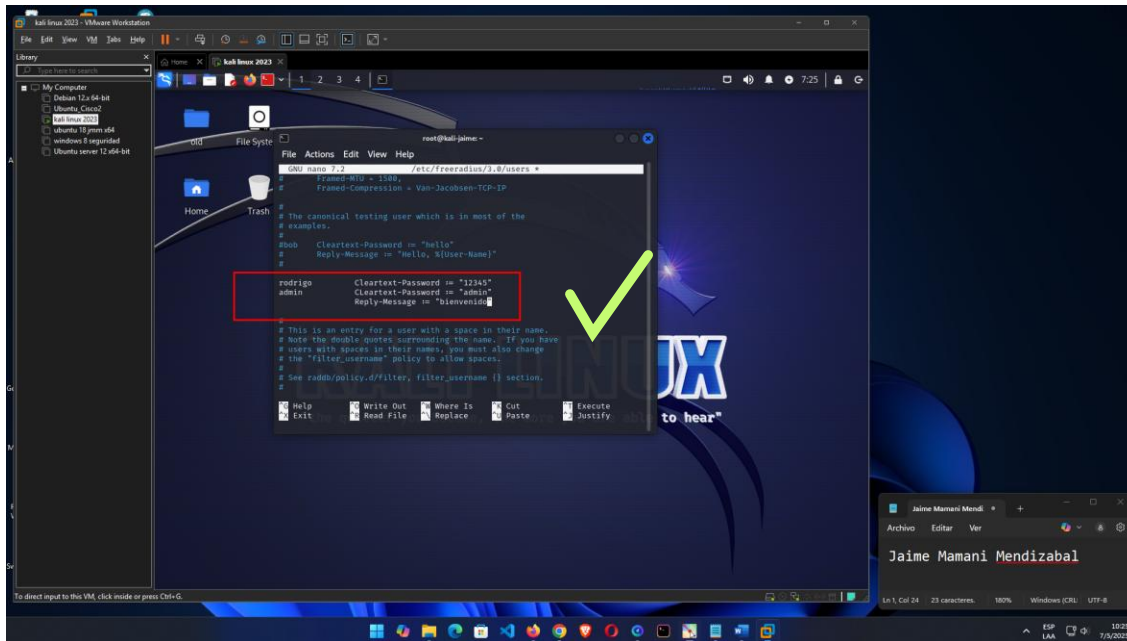 kali linux 2023 - VMware Workstation
File Edit View VM Tabs Help
Library
Type here to search
My Computer
Debian 12.x 64-bit
Ubuntu_Cisco2
kali linux 2023
ubuntu 18 jmm x64
windows 8 seguridad
Ubuntu server 12 x64-bit
Home
kali linux 2023
1 2 3 4
7:25
old
File Syste
Home
Trash
root@kali-jaime: ~
File Actions Edit View Help
GNU nano 7.2 /etc/freeradius/3.0/users *
# Framed-MTU = 1500,
# Framed-Compression = Van-Jacobsen-TCP-IP
#
# The canonical testing user which is in most of the
# examples.
#
#bob Cleartext-Password := "hello"
# Reply-Message := "Hello, %{User-Name}"
#
rodrigo Cleartext-Password := "12345"
admin CLeartext-Password := "admin"
Reply-Message := "bienvenido"
#
# This is an entry for a user with a space in their name.
# Note the double quotes surrounding the name. If you have
# users with spaces in their names, you must also change
# the "filter_username" policy to allow spaces.
#
# See raddb/policy.d/filter, filter_username {} section.
#
^G Help ^O Write Out ^W Where Is ^K Cut ^T Execute
^X Exit ^R Read File ^\ Replace ^U Paste ^J Justify
to hear"
To direct input to this VM, click inside or press Ctrl+G.
Jaime Mamani Mendi
Archivo Editar Ver
Jaime Mamani Mendizabal
Ln 1, Col 24 23 caracteres. 180% Windows (CRL UTF-8
ESP
LAA
10:25
7/5/202